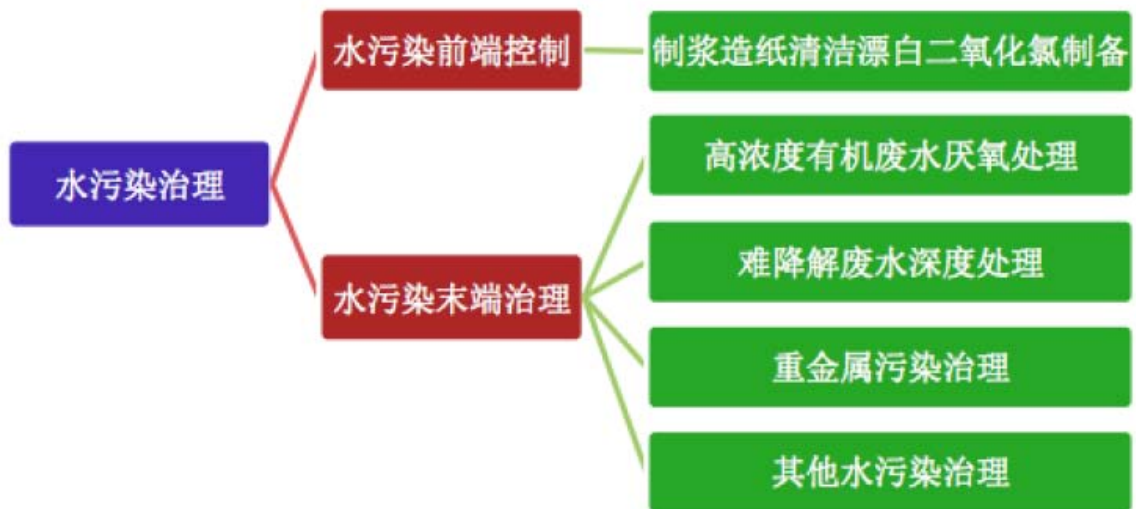 水污染治理
水污染前端控制
制浆造纸清洁漂白二氧化氯制备
水污染末端治理
高浓度有机废水厌氧处理
难降解废水深度处理
重金属污染治理
其他水污染治理